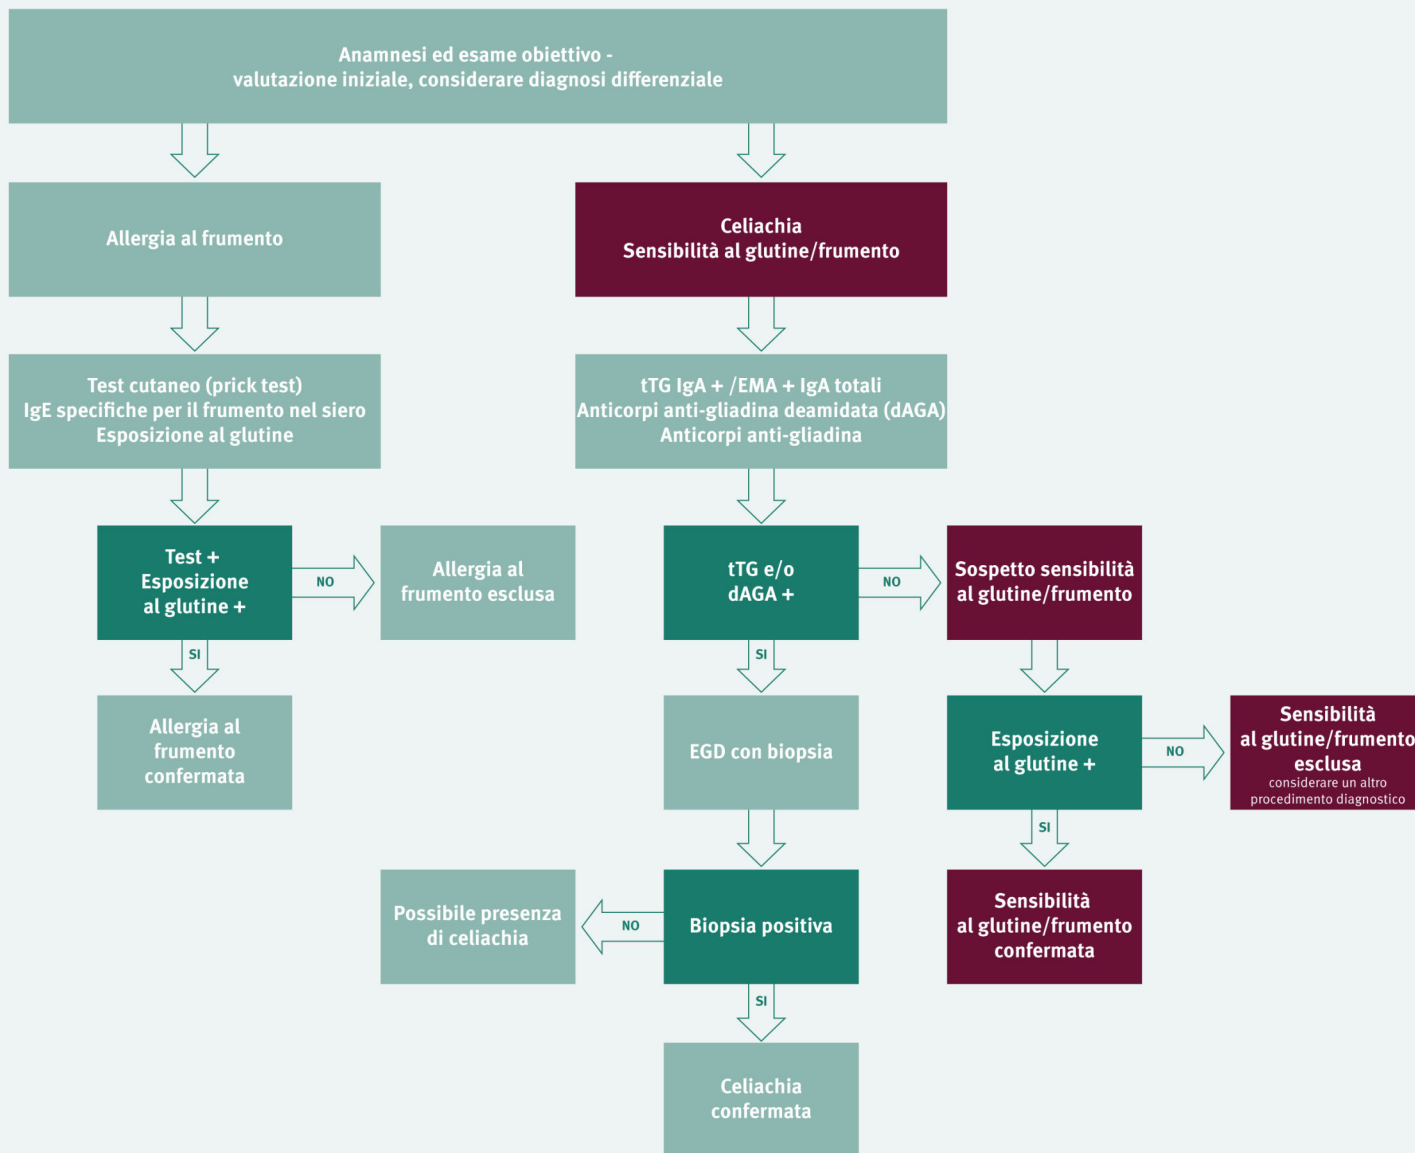 Anamnesi ed esame obiettivo -
valutazione iniziale, considerare diagnosi differenziale
Allergia al frumento
Celiachia
Sensibilità al glutine/frumento
Test cutaneo (prick test)
IgE specifiche per il frumento nel siero
Esposizione al glutine
tTG IgA + /EMA + IgA totali
Anticorpi anti-gliadina deamidata (dAGA)
Anticorpi anti-gliadina
Test +
Esposizione
al glutine +
NO
Allergia al
frumento esclusa
tTG e/o
dAGA +
NO
Sospetto sensibilità
al glutine/frumento
SI
SI
Allergia al
frumento
confermata
EGD con biopsia
Esposizione
al glutine +
NO
Sensibilità
al glutine/frumento
esclusa
considerare un altro
procedimento diagnostico
SI
Possibile presenza
di celiachia
NO
Biopsia positiva
Sensibilità
al glutine/frumento
confermata
SI
Celiachia
confermata